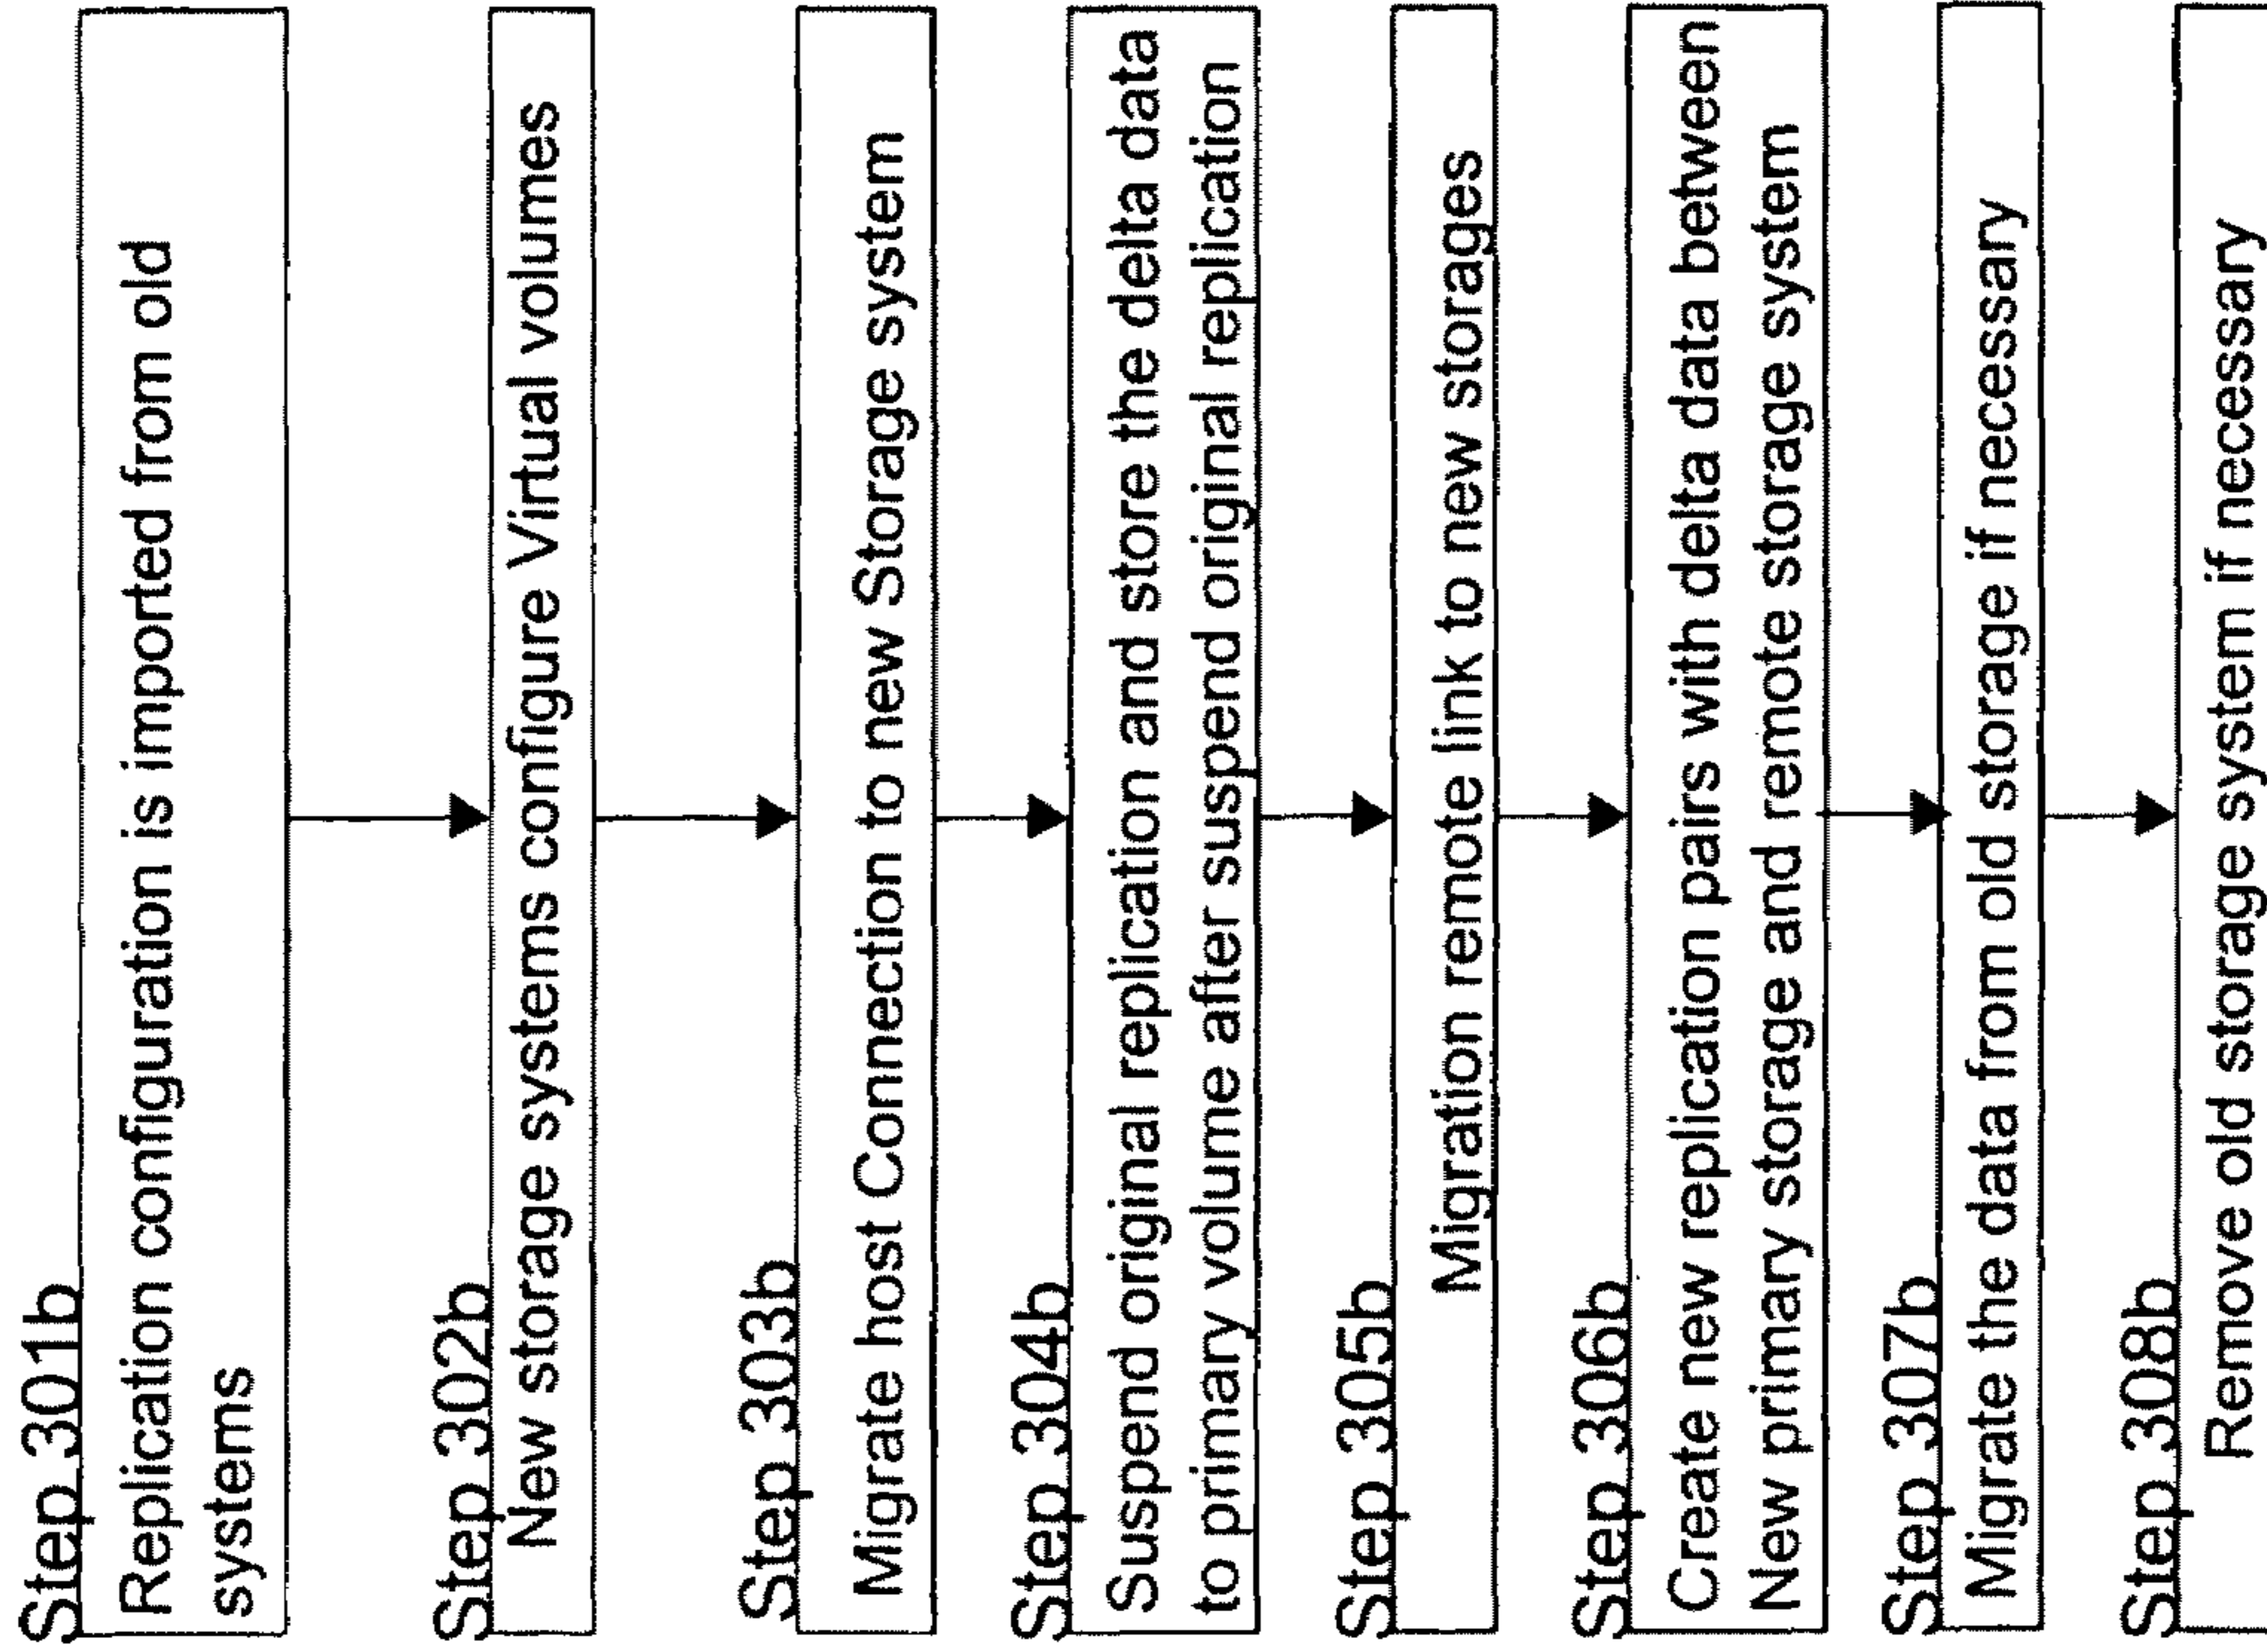 Step 301b
Replication configuration is imported from old
systems
Step 302b
New storage systems configure Virtual volumes
Step 303b
Migrate host Connection to new Storage system
Step 304b
Suspend original replication and store the delta data
to primary volume after suspend original replication
Step 305b
Migration remote link to new storages
Step 306b
Create new replication pairs with delta data between
New primary storage and remote storage system
Step 307b
Migrate the data from old storage if necessary
Step 308b
Remove old storage system if necessary